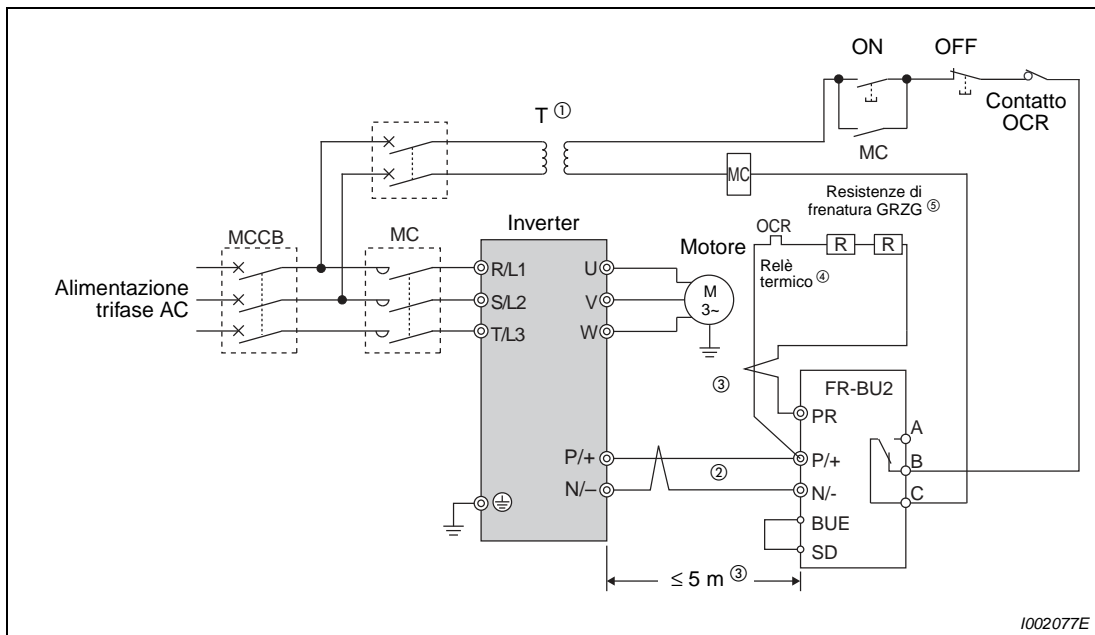 ON
OFF
Contatto
OCR
T ①
MC
MC
Resistenze di
frenatura GRZG ⑤
OCR
R
R
Relè
termico ④
MCCB
MC
Inverter
Motore
Alimentazione
trifase AC
R/L1
S/L2
T/L3
U
V
W
M
3~
③
FR-BU2
PR
A
B
C
P/+
N/–
②
P/+
N/-
BUE
SD
≤ 5 m ③
I002077E